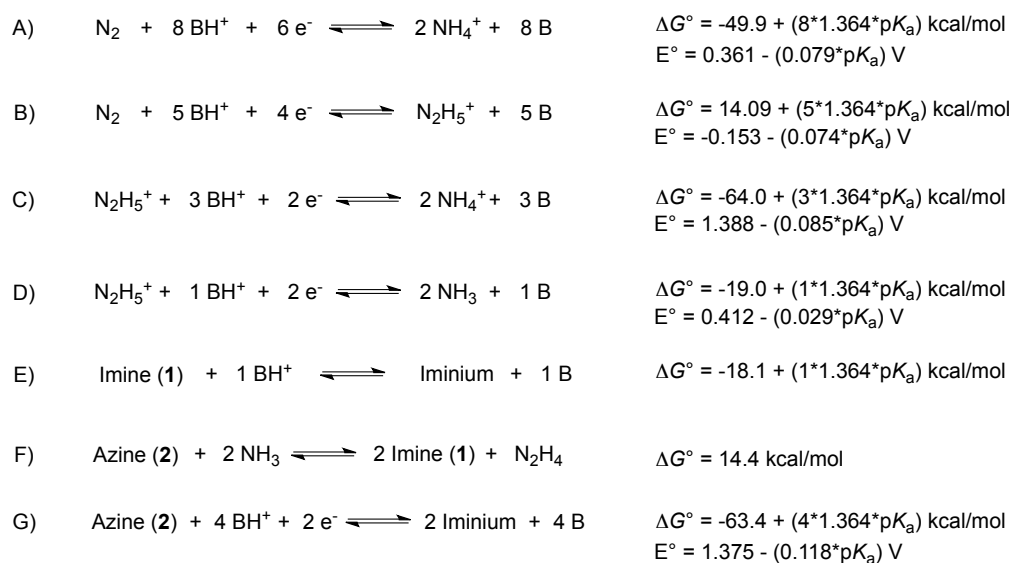 A) N₂ + 8 BH⁺ + 6 e⁻ ⇌ 2 NH₄⁺ + 8 B ΔG° = -49.9 + (8*1.364*pKₐ) kcal/mol
E° = 0.361 - (0.079*pKₐ) V
B) N₂ + 5 BH⁺ + 4 e⁻ ⇌ N₂H₅⁺ + 5 B ΔG° = 14.09 + (5*1.364*pKₐ) kcal/mol
E° = -0.153 - (0.074*pKₐ) V
C) N₂H₅⁺ + 3 BH⁺ + 2 e⁻ ⇌ 2 NH₄⁺ + 3 B ΔG° = -64.0 + (3*1.364*pKₐ) kcal/mol
E° = 1.388 - (0.085*pKₐ) V
D) N₂H₅⁺ + 1 BH⁺ + 2 e⁻ ⇌ 2 NH₃ + 1 B ΔG° = -19.0 + (1*1.364*pKₐ) kcal/mol
E° = 0.412 - (0.029*pKₐ) V
E) Imine (1) + 1 BH⁺ ⇌ Iminium + 1 B ΔG° = -18.1 + (1*1.364*pKₐ) kcal/mol
F) Azine (2) + 2 NH₃ ⇌ 2 Imine (1) + N₂H₄ ΔG° = 14.4 kcal/mol
G) Azine (2) + 4 BH⁺ + 2 e⁻ ⇌ 2 Iminium + 4 B ΔG° = -63.4 + (4*1.364*pKₐ) kcal/mol
E° = 1.375 - (0.118*pKₐ) V